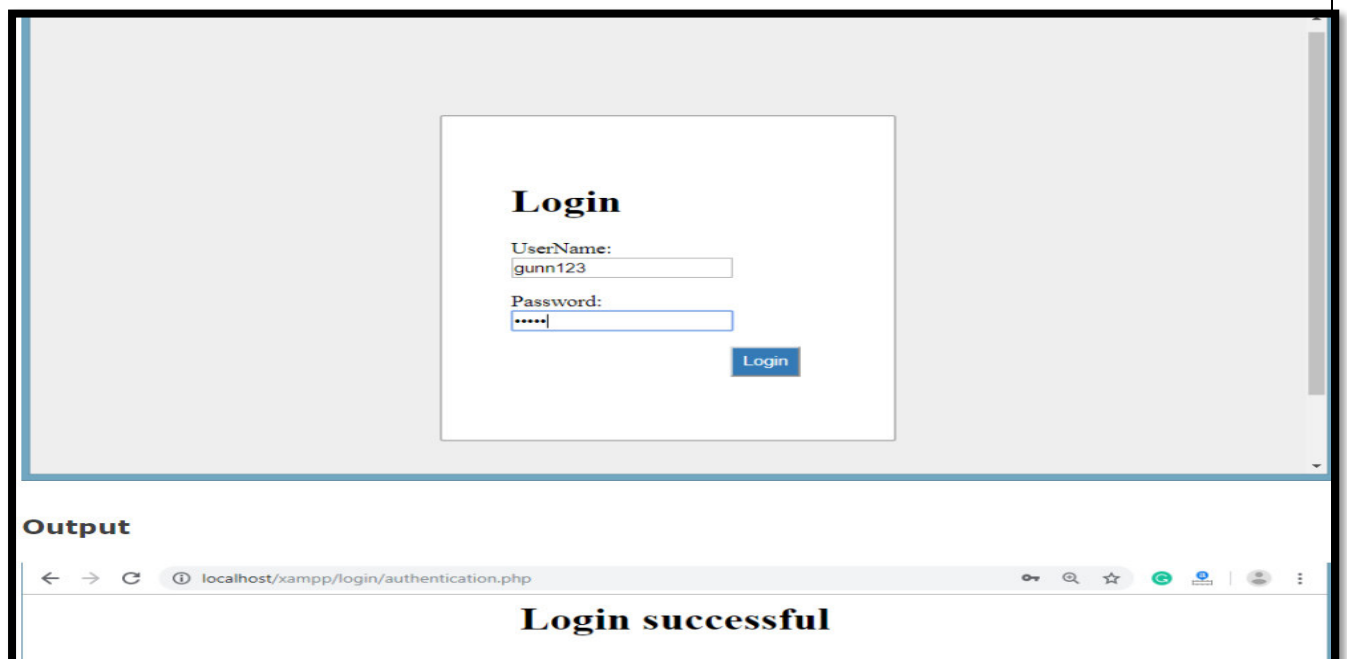 Login
UserName:
gunn123
Password:
•••••
Login
Output
localhost/xampp/login/authentication.php
Login successful